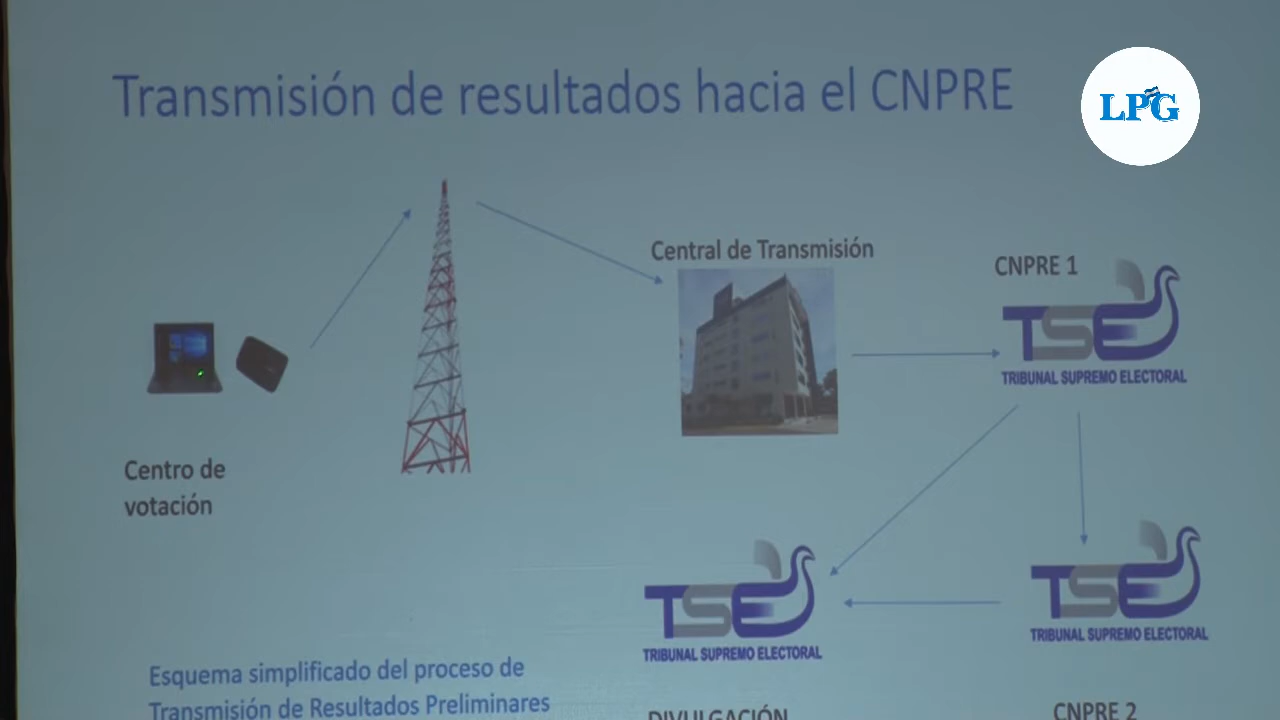 Transmisión de resultados hacia el CNPRE
LPG
Central de Transmisión
CNPRE 1
TSE
TRIBUNAL SUPREMO ELECTORAL
Centro de
votación
TSE
TRIBUNAL SUPREMO ELECTORAL
TSE
TRIBUNAL SUPREMO ELECTORAL
Esquema simplificado del proceso de
Transmisión de Resultados Preliminares
DIVULGACIÓN
CNPRE 2